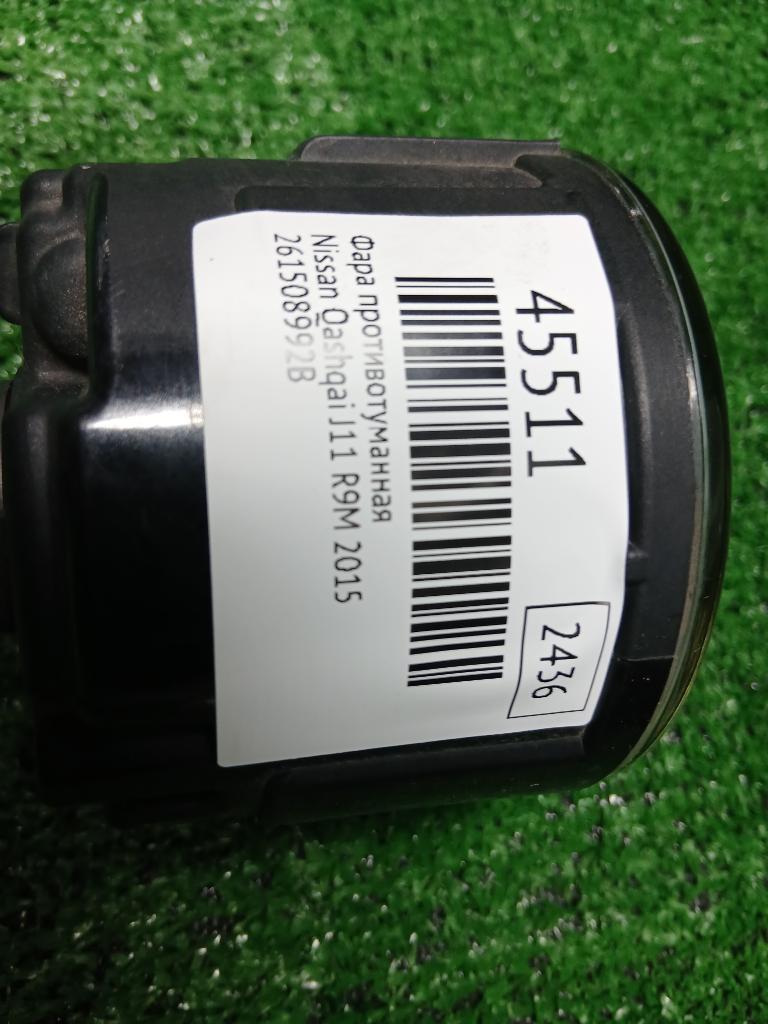 45511
2436
Фара противотуманная
Nissan Qashqai J11 R9M 2015
261508992B